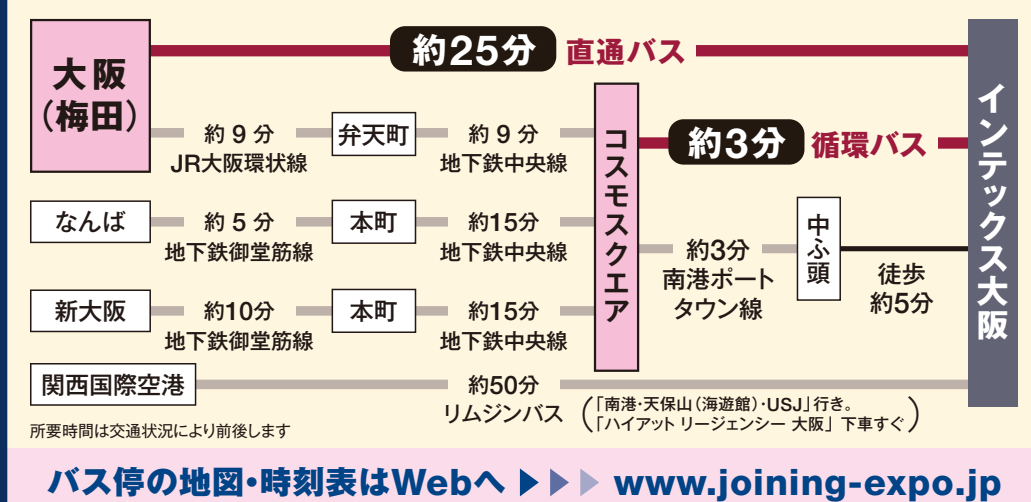 大阪
（梅田）
約25分 直通バス
約９分
JR大阪環状線
弁天町
約９分
地下鉄中央線
コスモスクエア
約3分 循環バス
インテックス大阪
なんば
約５分
地下鉄御堂筋線
本町
約15分
地下鉄中央線
約3分
南港ポート
タウン線
中ふ頭
徒歩
約5分
新大阪
約10分
地下鉄御堂筋線
本町
約15分
地下鉄中央線
関西国際空港
約50分
リムジンバス
（「南港・天保山（海遊館）・USJ」行き。
「ハイアット リージェンシー 大阪」下車すぐ）
所要時間は交通状況により前後します
バス停の地図・時刻表はWebへ ▶▶▶ www.joining-expo.jp